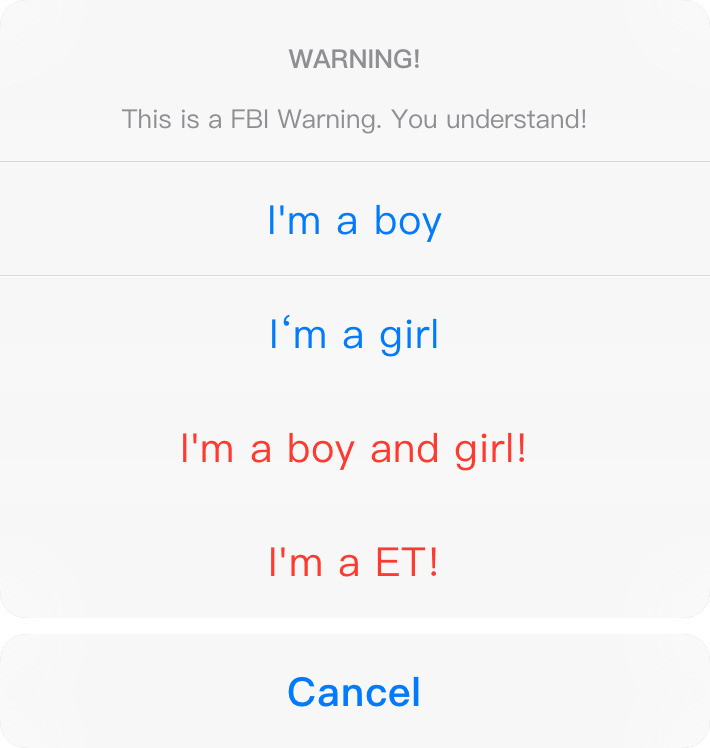 WARNING!
This is a FBI Warning. You understand!
I'm a boy
I‘m a girl
I'm a boy and girl!
I'm a ET!
Cancel